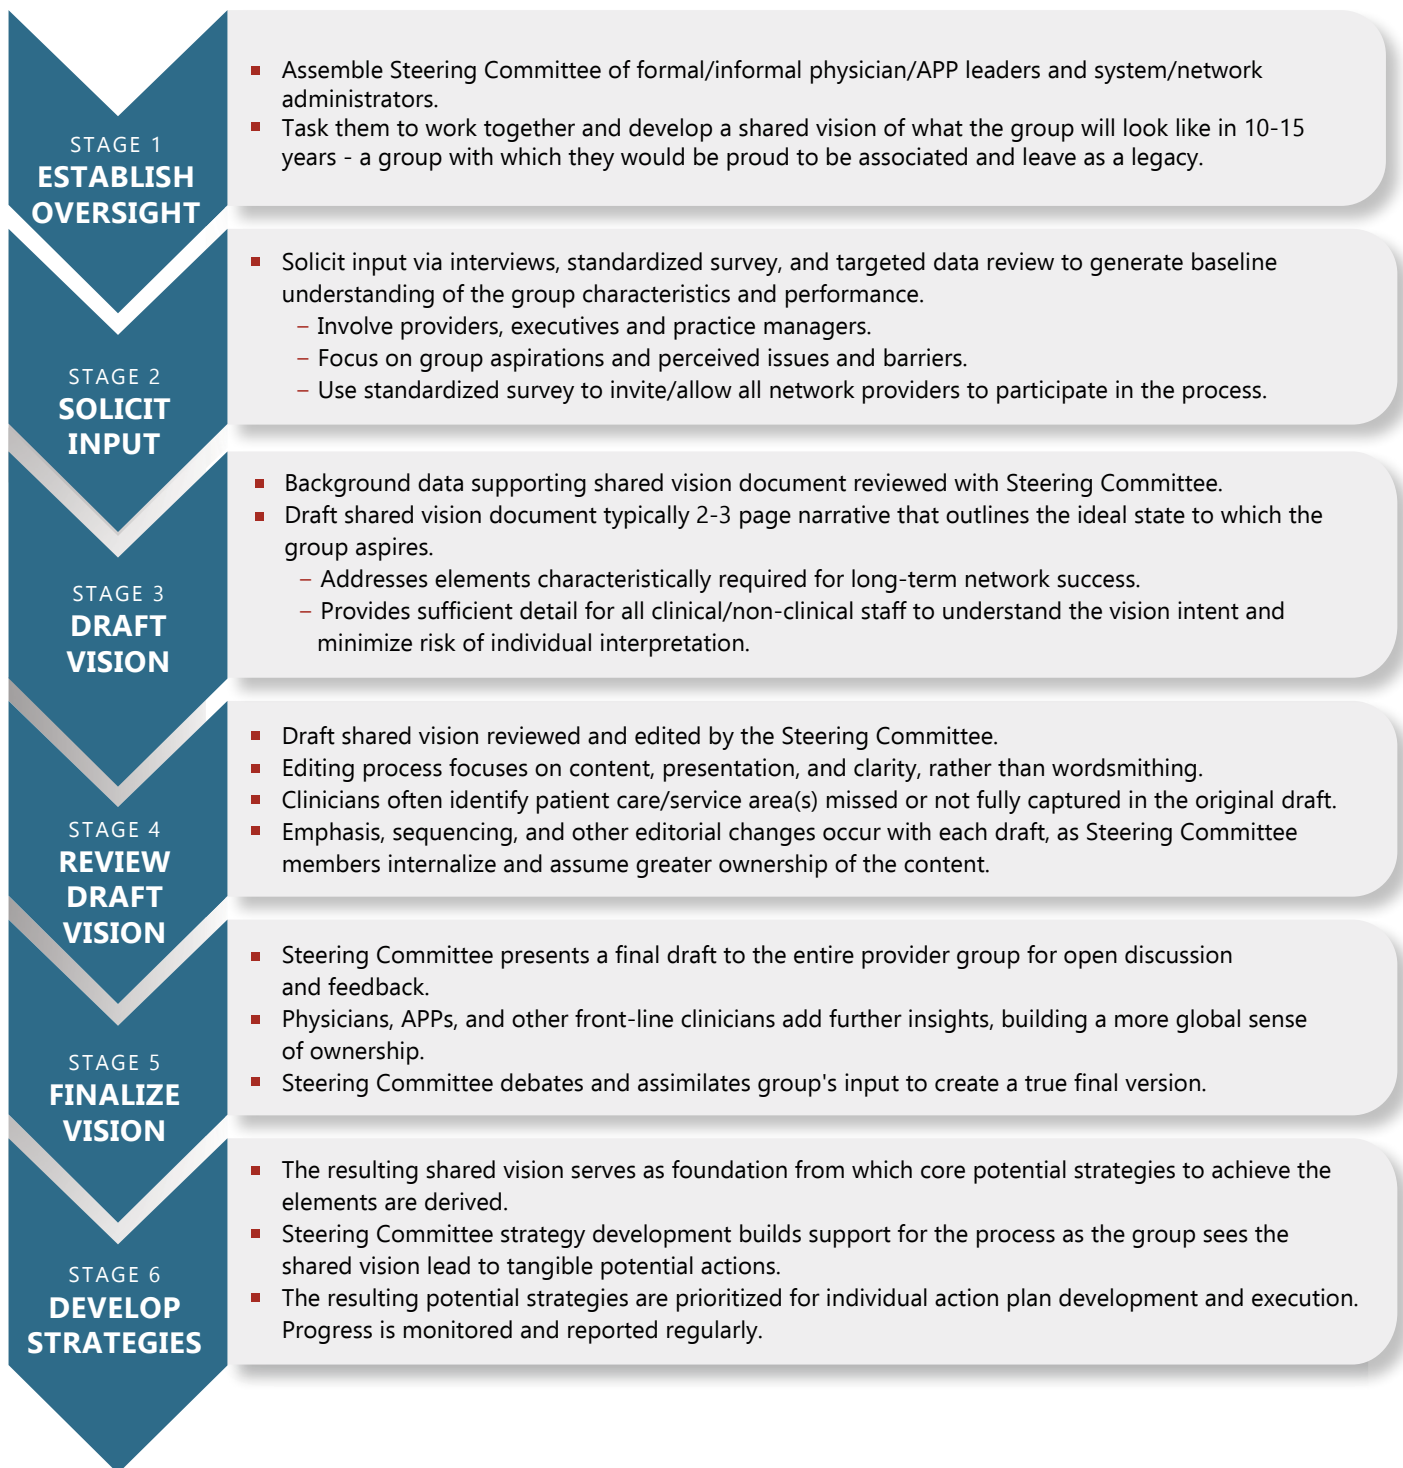 STAGE 1
ESTABLISH
OVERSIGHT
▪ Assemble Steering Committee of formal/informal physician/APP leaders and system/network
administrators.
▪ Task them to work together and develop a shared vision of what the group will look like in 10-15
years - a group with which they would be proud to be associated and leave as a legacy.
STAGE 2
SOLICIT
INPUT
▪ Solicit input via interviews, standardized survey, and targeted data review to generate baseline
understanding of the group characteristics and performance.
– Involve providers, executives and practice managers.
– Focus on group aspirations and perceived issues and barriers.
– Use standardized survey to invite/allow all network providers to participate in the process.
STAGE 3
DRAFT
VISION
▪ Background data supporting shared vision document reviewed with Steering Committee.
▪ Draft shared vision document typically 2-3 page narrative that outlines the ideal state to which the
group aspires.
– Addresses elements characteristically required for long-term network success.
– Provides sufficient detail for all clinical/non-clinical staff to understand the vision intent and
minimize risk of individual interpretation.
STAGE 4
REVIEW
DRAFT
VISION
▪ Draft shared vision reviewed and edited by the Steering Committee.
▪ Editing process focuses on content, presentation, and clarity, rather than wordsmithing.
▪ Clinicians often identify patient care/service area(s) missed or not fully captured in the original draft.
▪ Emphasis, sequencing, and other editorial changes occur with each draft, as Steering Committee
members internalize and assume greater ownership of the content.
STAGE 5
FINALIZE
VISION
▪ Steering Committee presents a final draft to the entire provider group for open discussion
and feedback.
▪ Physicians, APPs, and other front-line clinicians add further insights, building a more global sense
of ownership.
▪ Steering Committee debates and assimilates group's input to create a true final version.
STAGE 6
DEVELOP
STRATEGIES
▪ The resulting shared vision serves as foundation from which core potential strategies to achieve the
elements are derived.
▪ Steering Committee strategy development builds support for the process as the group sees the
shared vision lead to tangible potential actions.
▪ The resulting potential strategies are prioritized for individual action plan development and execution.
Progress is monitored and reported regularly.